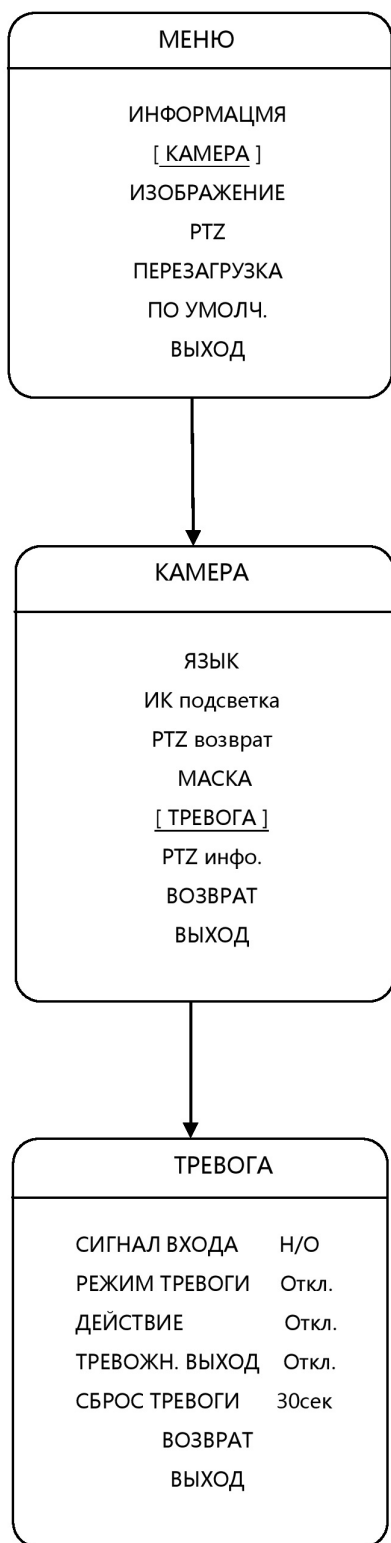 МЕНЮ
ИНФОРМАЦМЯ
[ КАМЕРА ]
ИЗОБРАЖЕНИЕ
PTZ
ПЕРЕЗАГРУЗКА
ПО УМОЛЧ.
ВЫХОД
КАМЕРА
ЯЗЫК
ИК подсветка
PTZ возврат
МАСКА
[ ТРЕВОГА ]
PTZ инфо.
ВОЗВРАТ
ВЫХОД
ТРЕВОГА
СИГНАЛ ВХОДА Н/О
РЕЖИМ ТРЕВОГИ Откл.
ДЕЙСТВИЕ Откл.
ТРЕВОЖН. ВЫХОД Откл.
СБРОС ТРЕВОГИ 30сек
ВОЗВРАТ
ВЫХОД